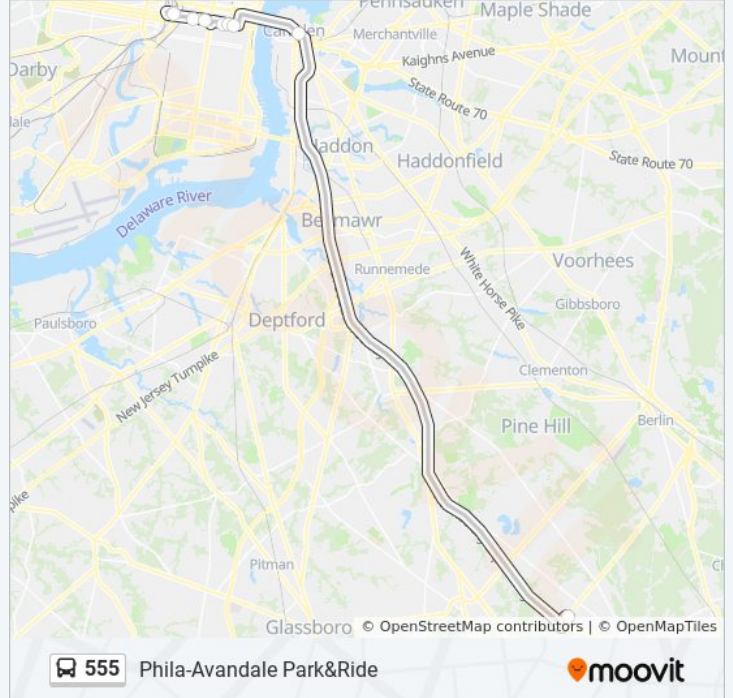 Pennsauken
Maple Shade
Camden
Merchantville
Kaighns Avenue
Mount
Darby
State Route 70
Haddon
Haddonfield
State Route 70
Delaware River
Bellmawr
White Horse Pike
Voorhees
Runnemede
Gibbsboro
Paulsboro
Deptford
New Jersey Turnpike
Clementon
Pine Hill
Berlin
pike
Pitman
Glassboro
© OpenStreetMap contributors | © OpenMapTiles
555 Phila-Avandale Park&Ride
moovit